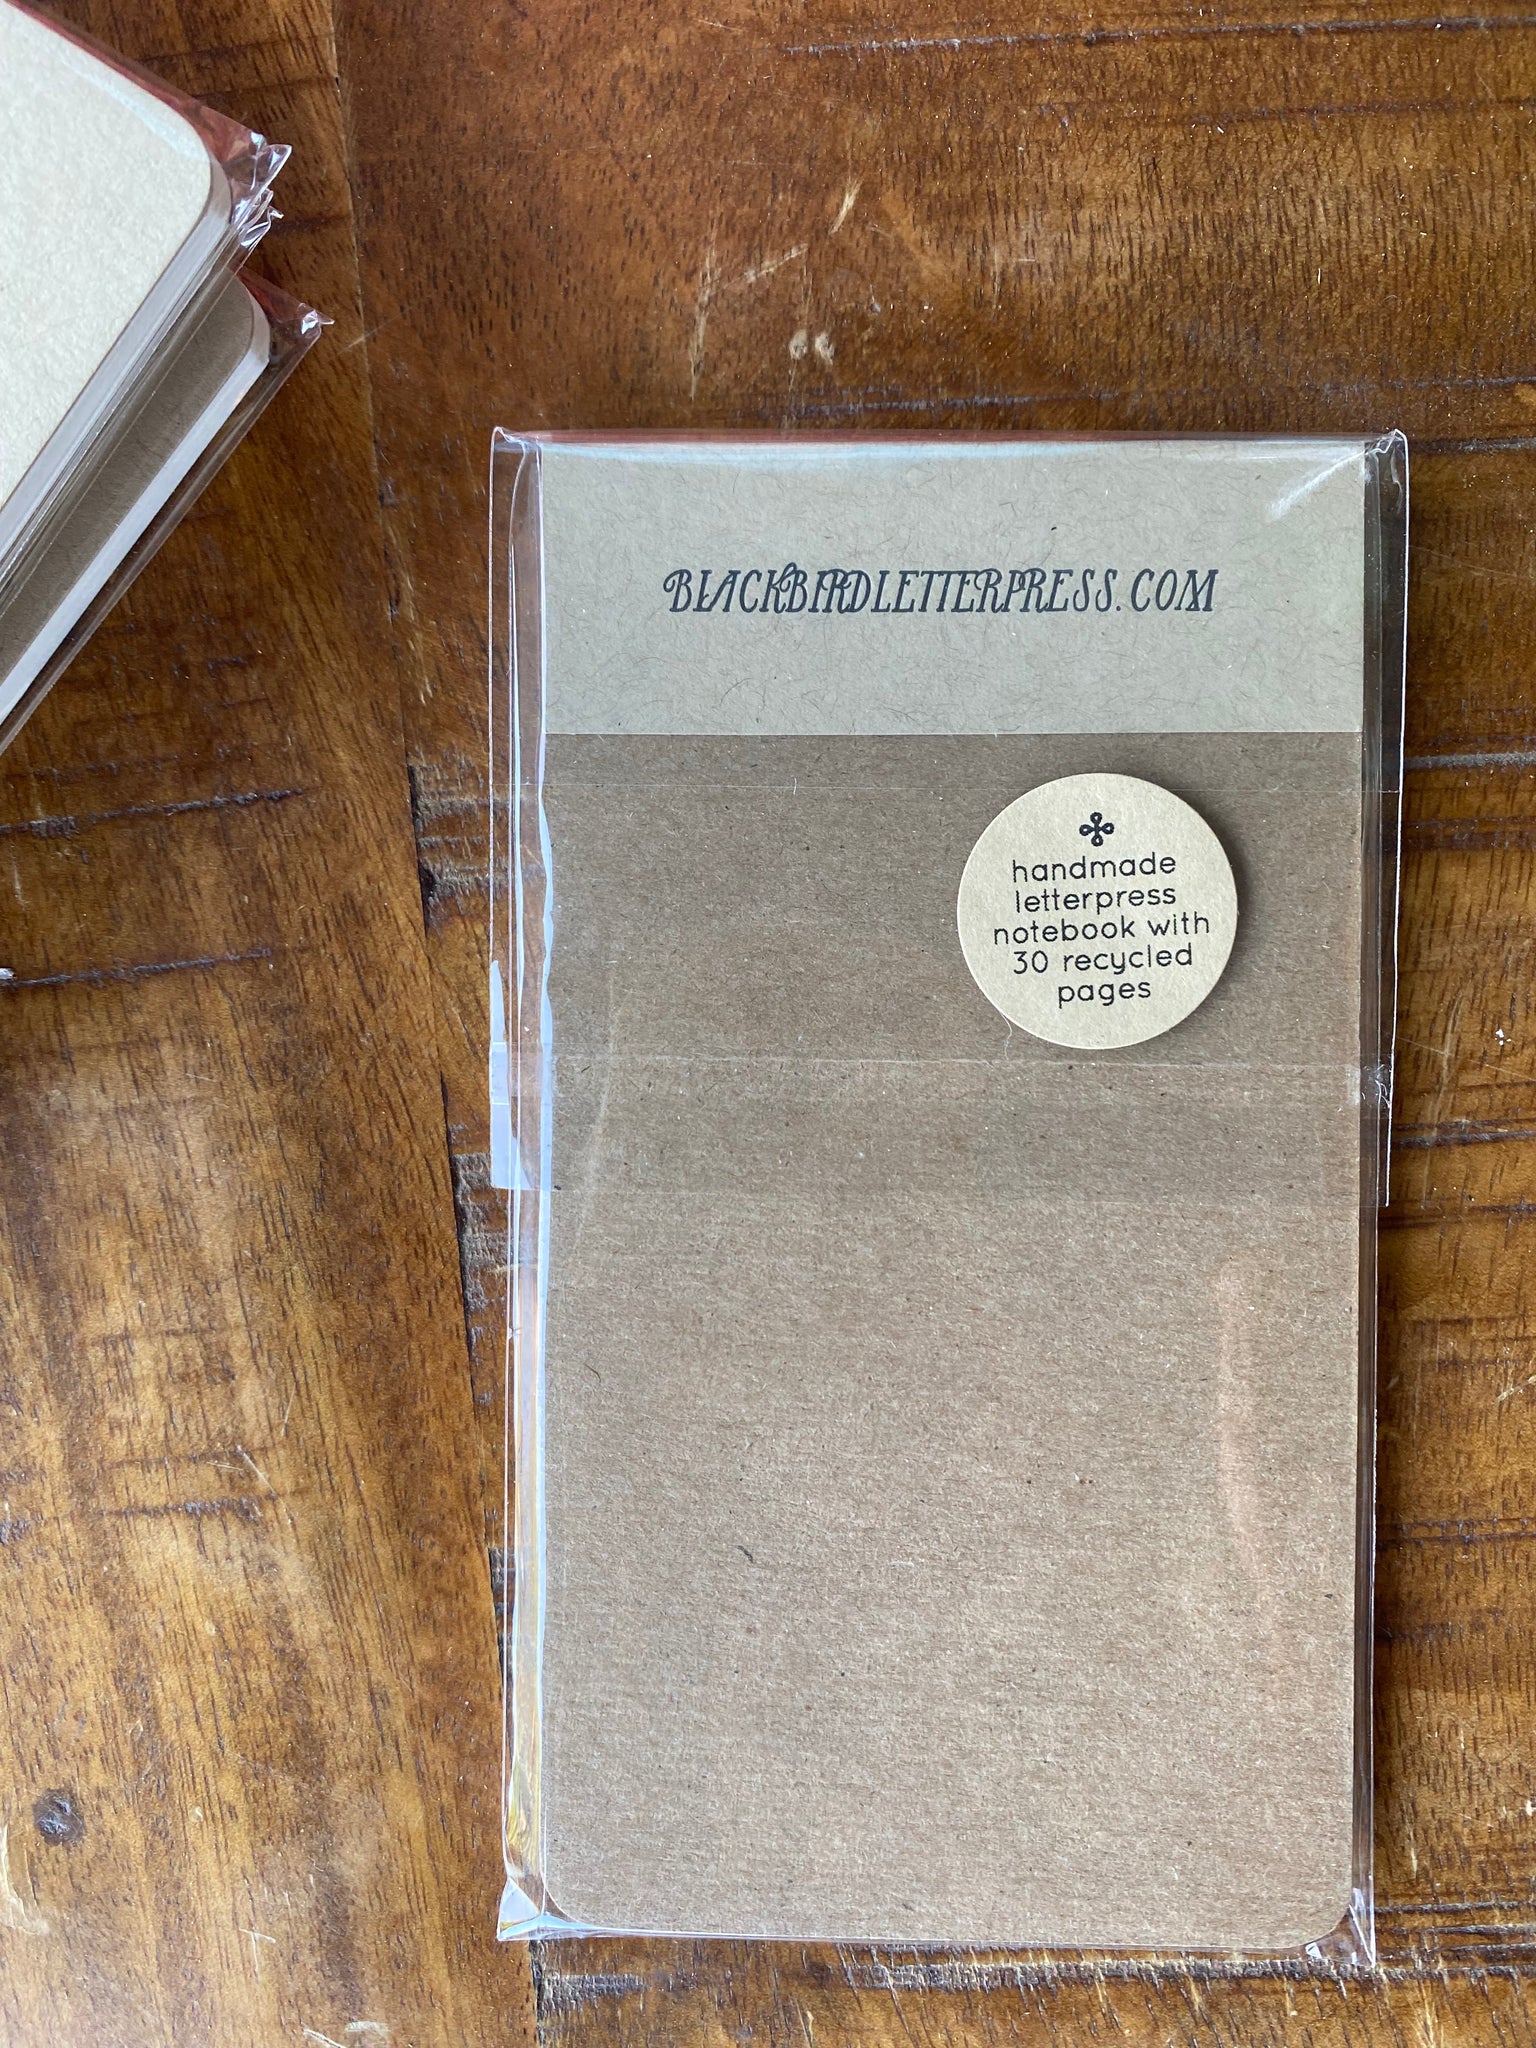 BLACKBIRDLETTERPRESS.COM
handmade
letterpress
notebook with
30 recycled
pages